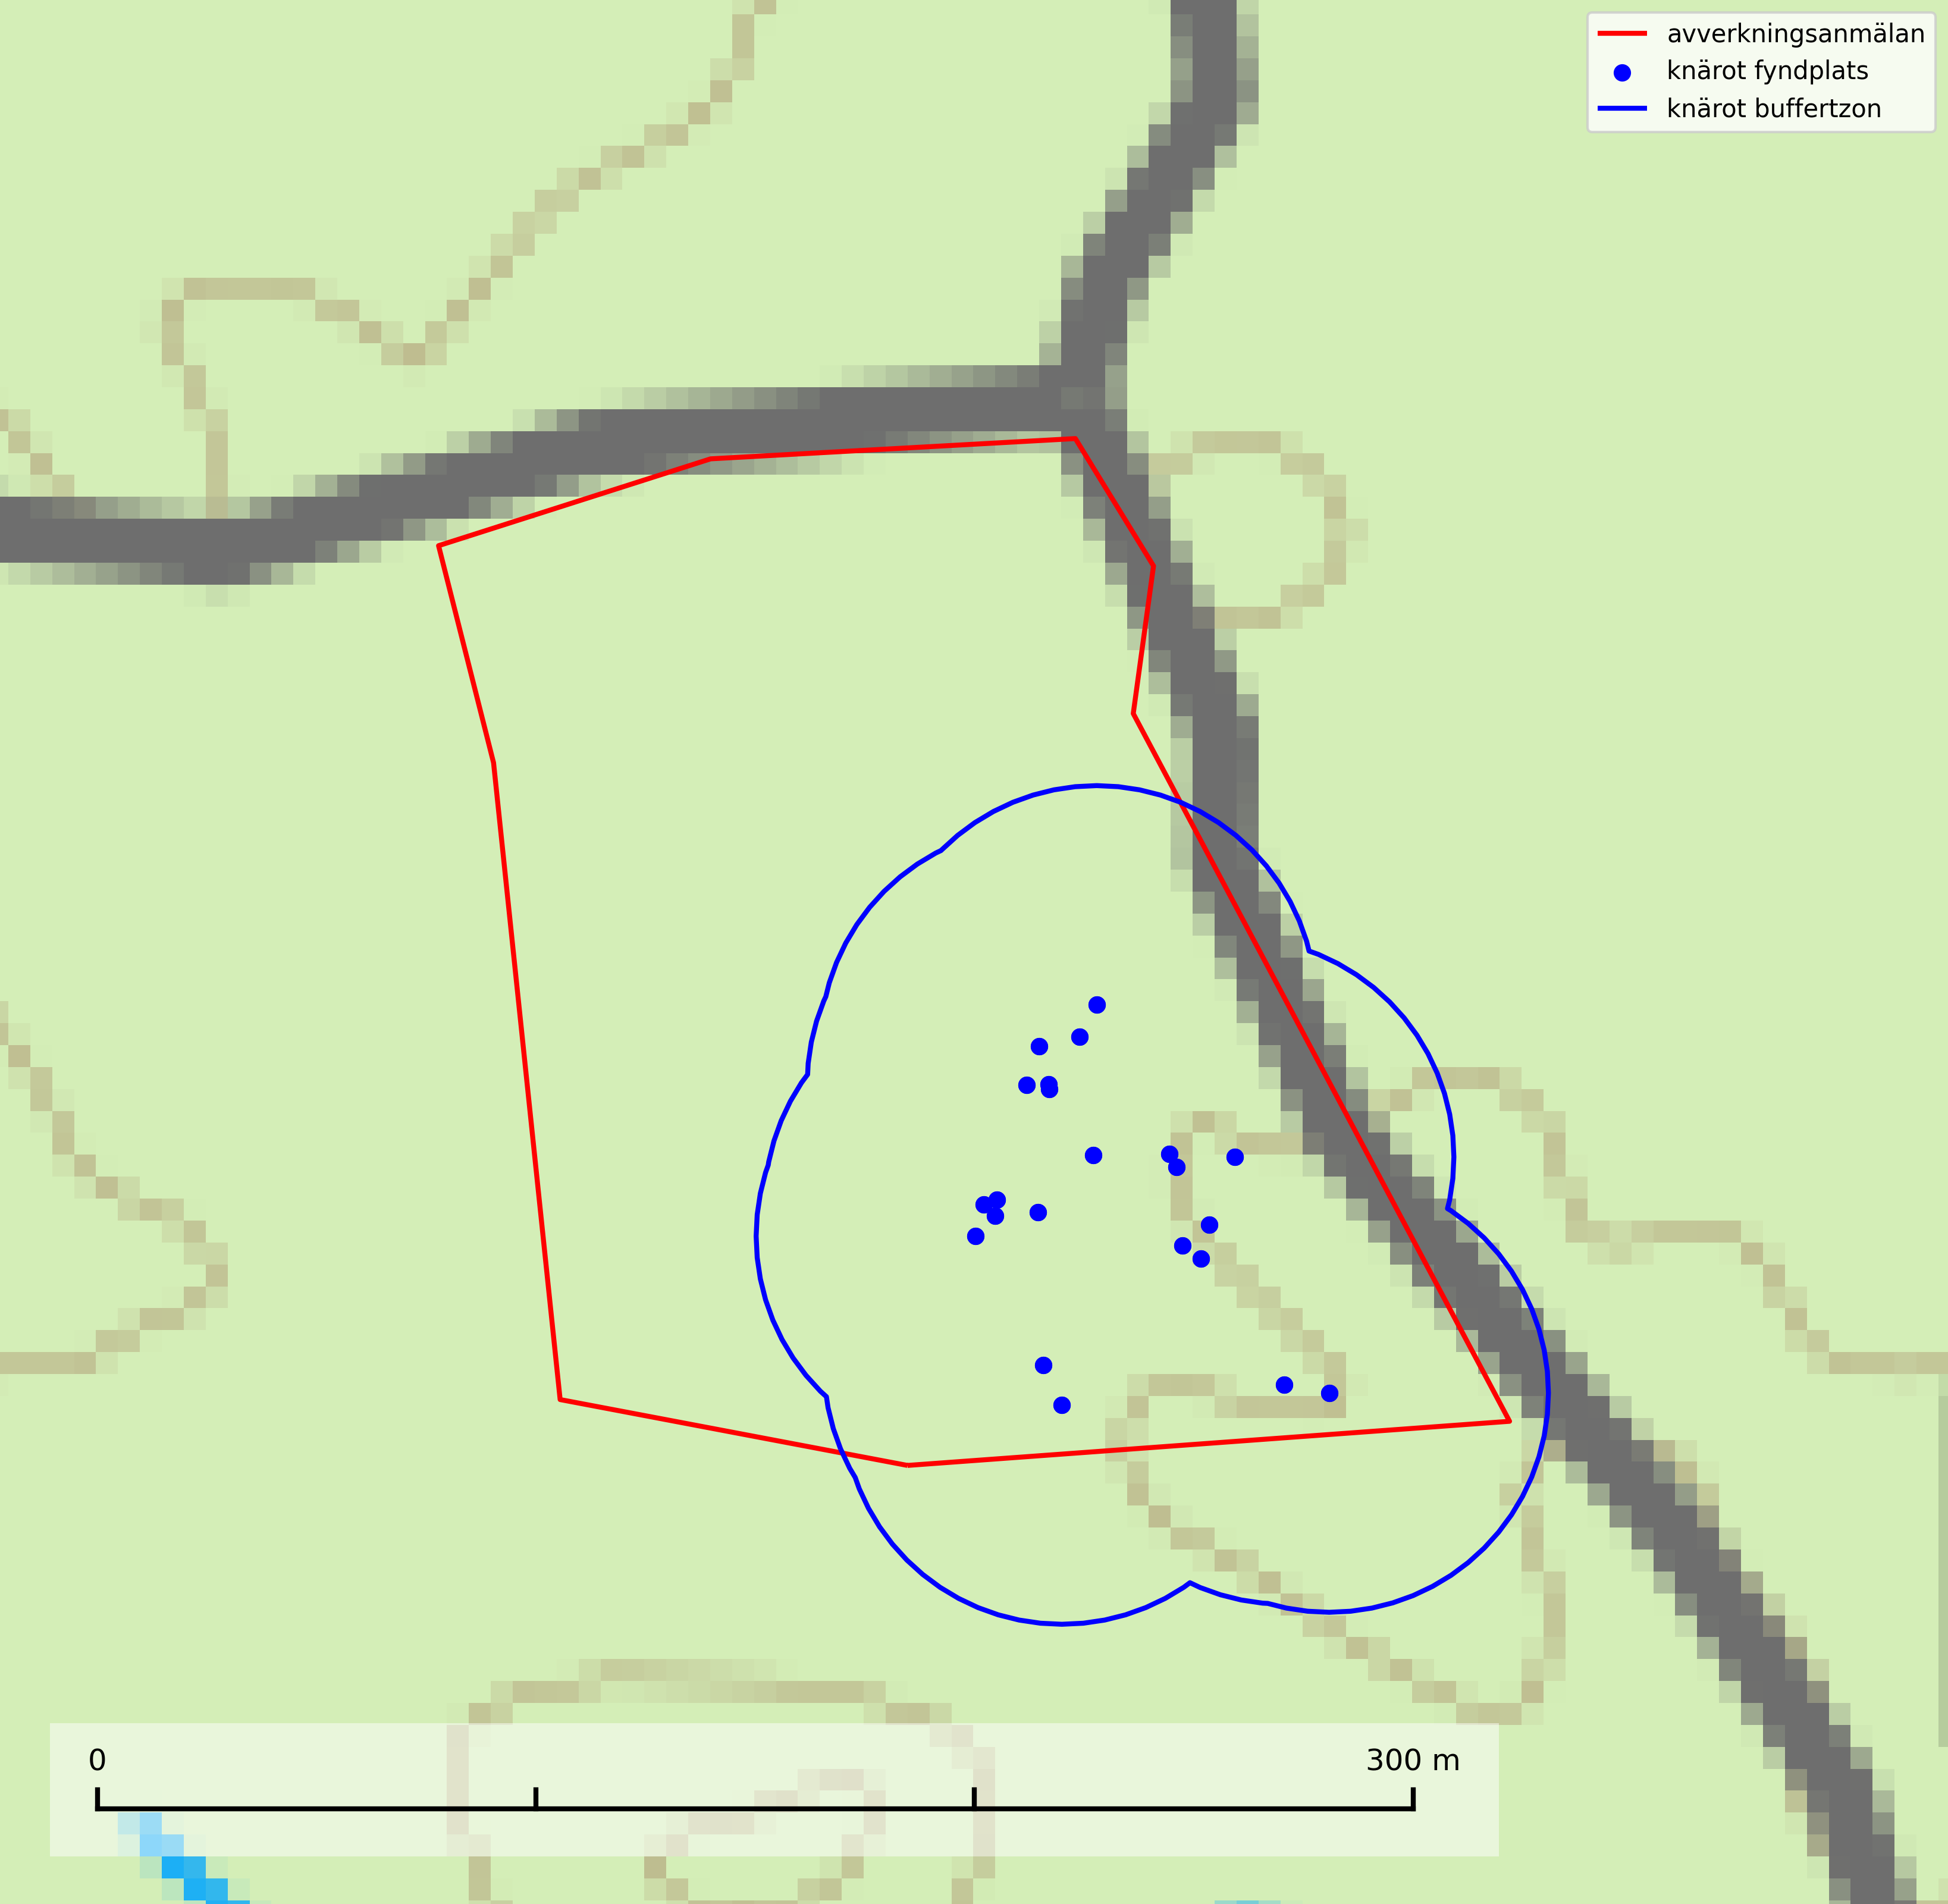 avverkningsanmälan
knärot fyndplats
knärot buffertzon
0
300 m